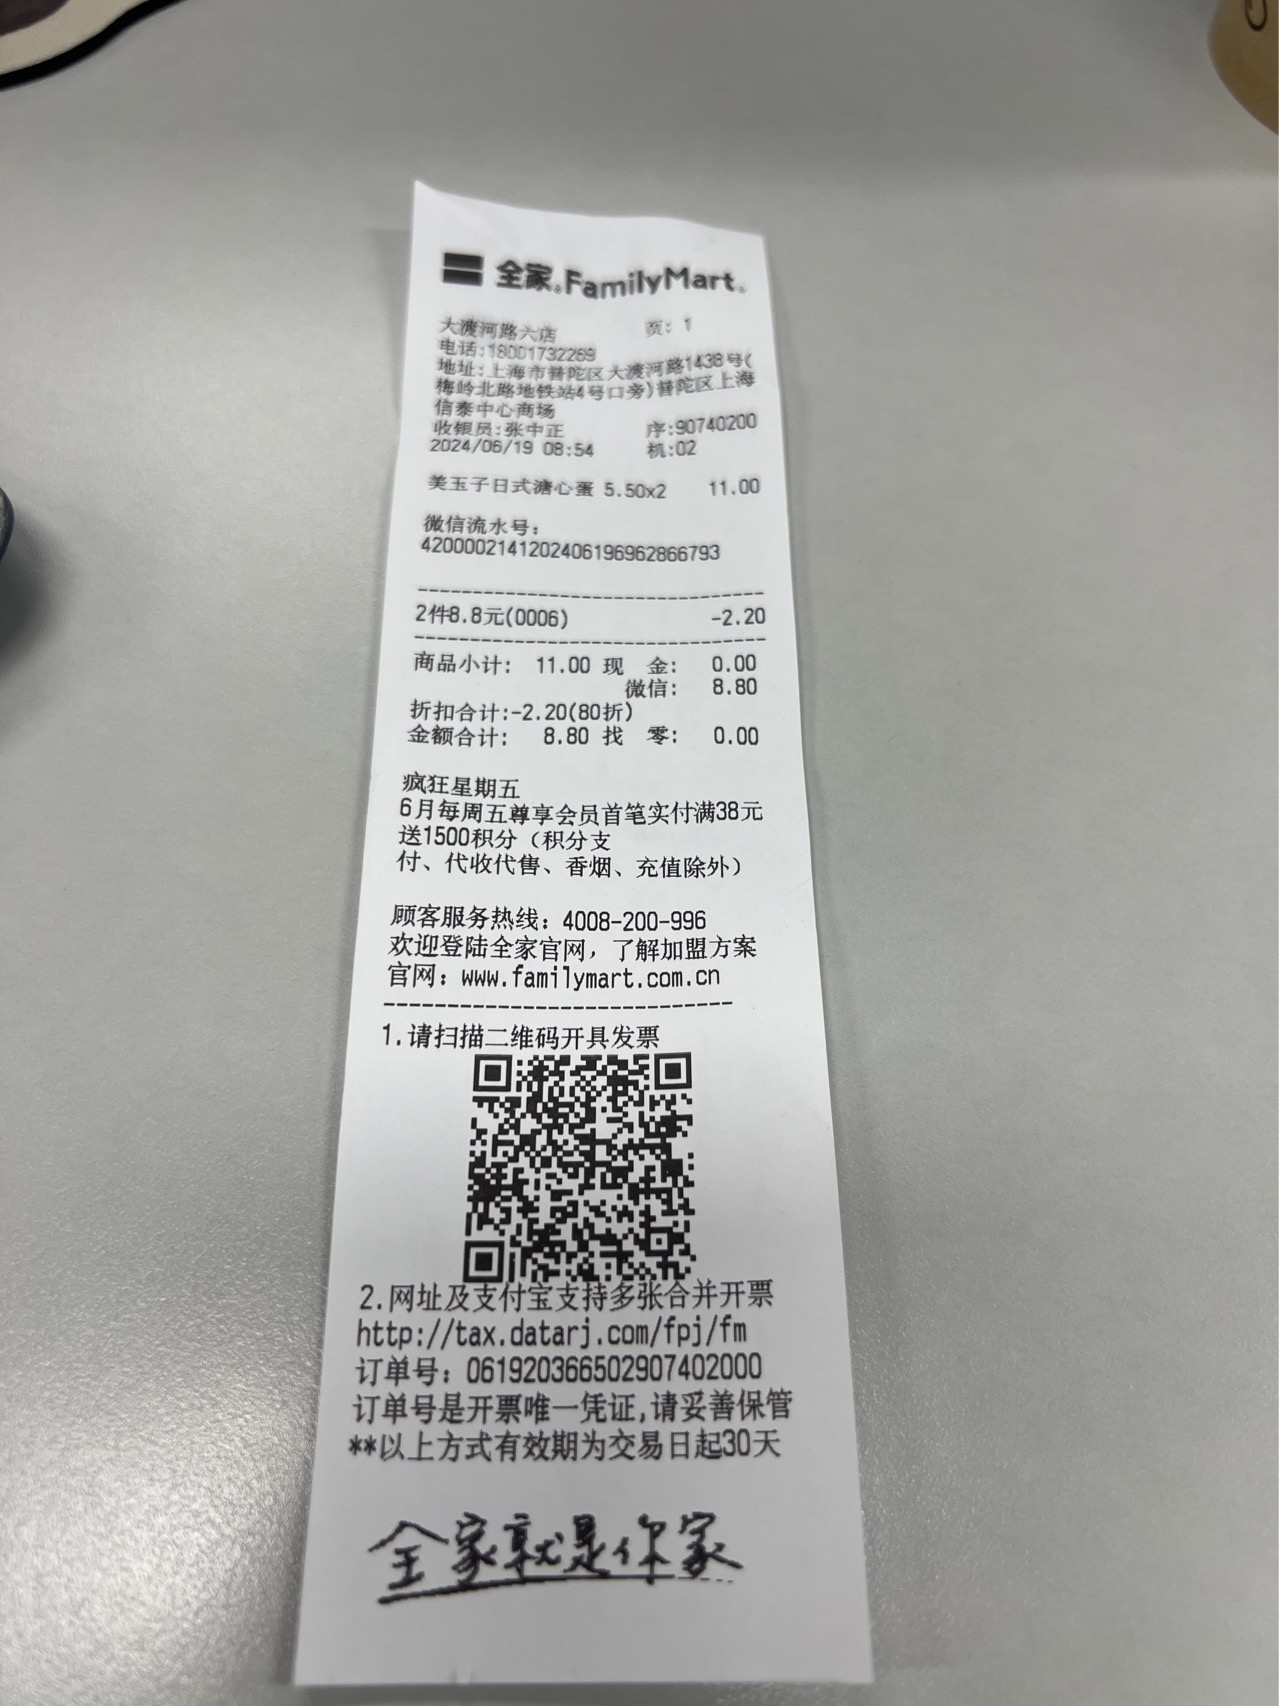 全家 FamilyMart
大渡河路六店 页: 1
电话:18001732269
地址:上海市普陀区大渡河路1438号(
梅岭北路地铁站4号口旁)普陀区上海
信泰中心商场
收银员:张中正 序:90740200
2024/06/19 08:54 机:02
美玉子日式溏心蛋 5.50x2 11.00
微信流水号:
4200002141202406196962866793
2件8.8元(0006) -2.20
商品小计: 11.00 现 金: 0.00
微信: 8.80
折扣合计:-2.20(80折)
金额合计: 8.80 找 零: 0.00
疯狂星期五
6月每周五尊享会员首笔实付满38元
送1500积分（积分支
付、代收代售、香烟、充值除外）
顾客服务热线：4008-200-996
欢迎登陆全家官网，了解加盟方案
官网：www.familymart.com.cn
1.请扫描二维码开具发票
2.网址及支付宝支持多张合并开票
http://tax.datarj.com/fpj/fm
订单号：061920366502907402000
订单号是开票唯一凭证,请妥善保管
**以上方式有效期为交易日起30天
全家就是你家